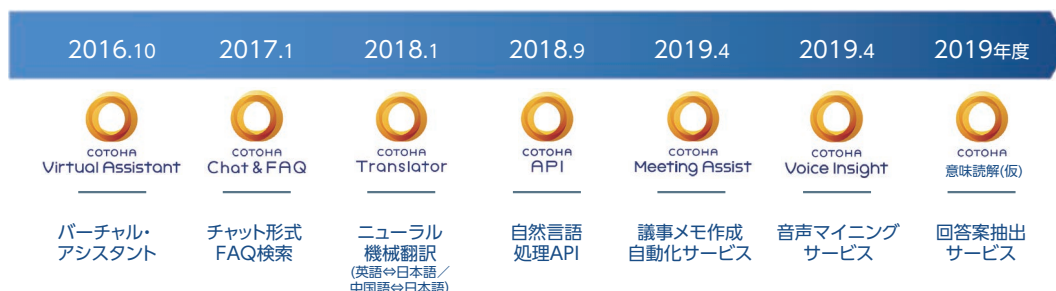 2016.10
2017.1
2018.1
2018.9
2019.4
2019.4
2019年度
COTOHA
Virtual Assistant
COTOHA
Chat & FAQ
COTOHA
Translator
COTOHA
API
COTOHA
Meeting Assist
COTOHA
Voice Insight
COTOHA
意味読解(仮)
バーチャル・
アシスタント
チャット形式
FAQ検索
ニューラル
機械翻訳
(英語⇔日本語／
中国語⇔日本語)
自然言語
処理API
議事メモ作成
自動化サービス
音声マイニング
サービス
回答案抽出
サービス